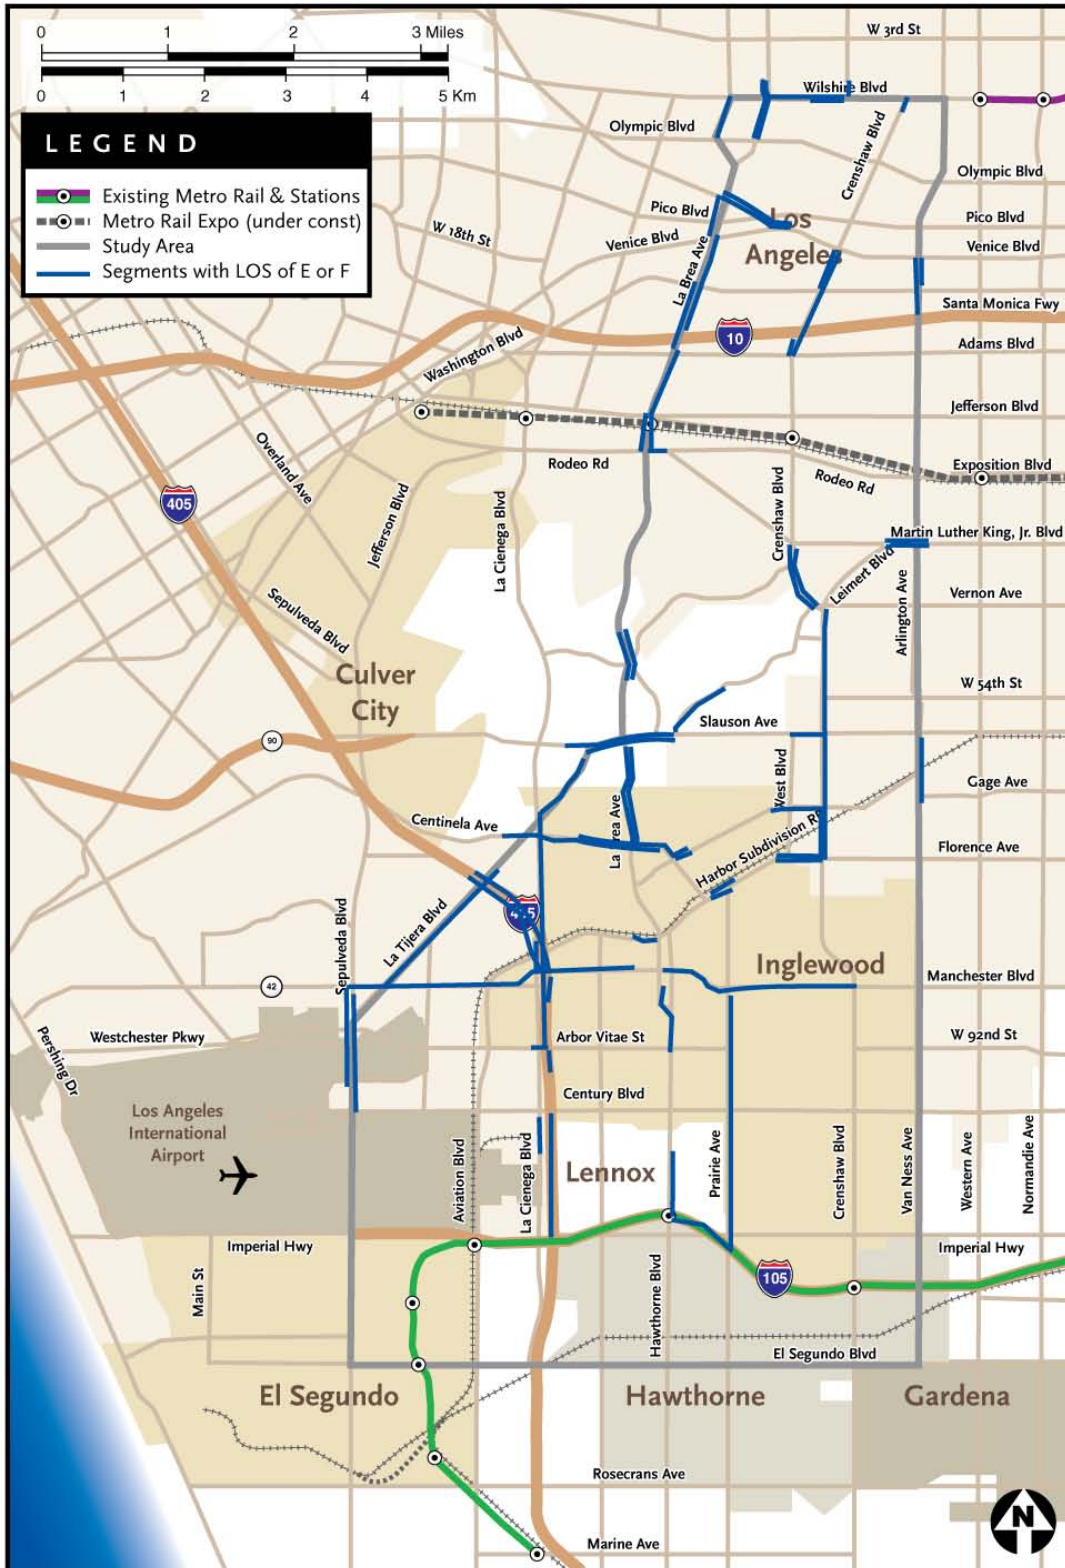 0 1 2 3 Miles
0 1 2 3 4 5 Km
LEGEND
Existing Metro Rail & Stations
Metro Rail Expo (under const)
Study Area
Segments with LOS of E or F
W 3rd St
Wilshire Blvd
Olympic Blvd
Crenshaw Blvd
Olympic Blvd
Pico Blvd
Los
Angeles
Pico Blvd
W 18th St
Venice Blvd
Venice Blvd
La Brea Ave
Santa Monica Fwy
10
Adams Blvd
Washington Blvd
Jefferson Blvd
Overland Ave
Rodeo Rd
Exposition Blvd
Rodeo Rd
405
Jefferson Blvd
La Cienega Blvd
Crenshaw Blvd
Martin Luther King, Jr. Blvd
Leimert Blvd
Arlington Ave
Vernon Ave
Sepulveda Blvd
Culver
City
W 54th St
Slauson Ave
90
West Blvd
Gage Ave
La Brea Ave
Centinela Ave
Harbor Subdivision
Florence Ave
Sepulveda Blvd
La Tijera Blvd
405
Inglewood
Manchester Blvd
42
Pershing Dr
Westchester Pkwy
Arbor Vitae St
W 92nd St
Century Blvd
Los Angeles
International
Airport
Aviation Blvd
La Cienega Blvd
Lennox
Prairie Ave
Crenshaw Blvd
Van Ness Ave
Western Ave
Normandie Ave
Imperial Hwy
Imperial Hwy
Main St
Hawthorne Blvd
105
El Segundo Blvd
El Segundo
Hawthorne
Gardena
Rosecrans Ave
Marine Ave
N